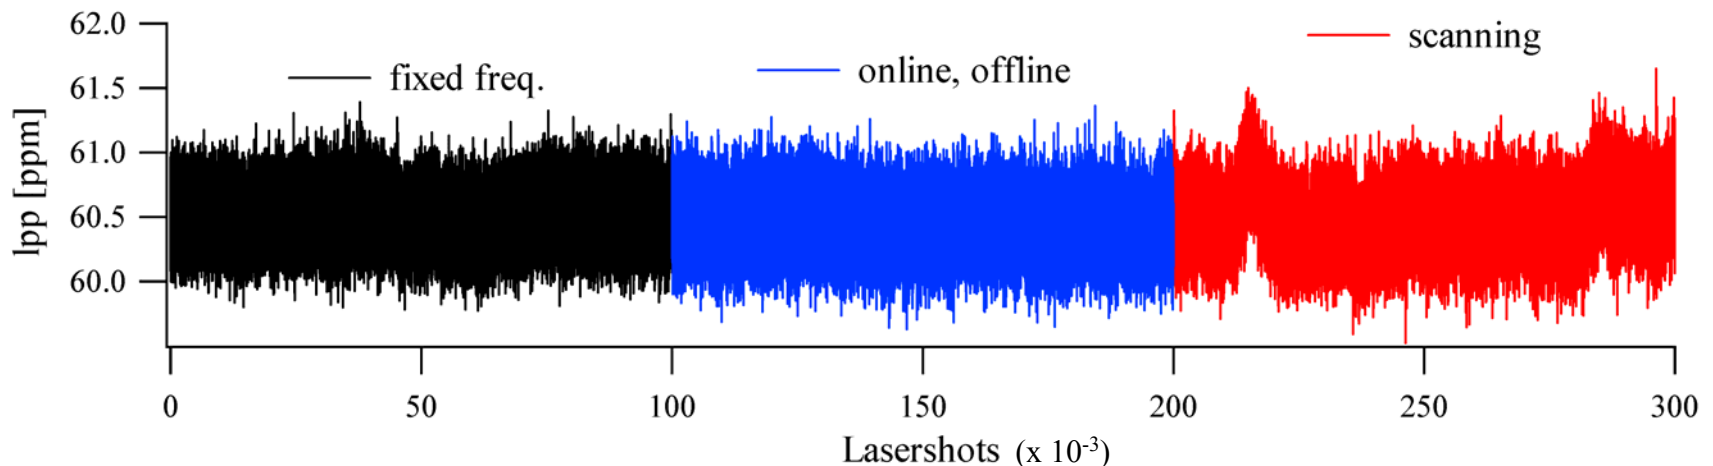 62.0
61.5
61.0
60.5
60.0
lpp [ppm]
fixed freq.
online, offline
scanning
0 50 100 150 200 250 300
Lasershots (x 10⁻³)